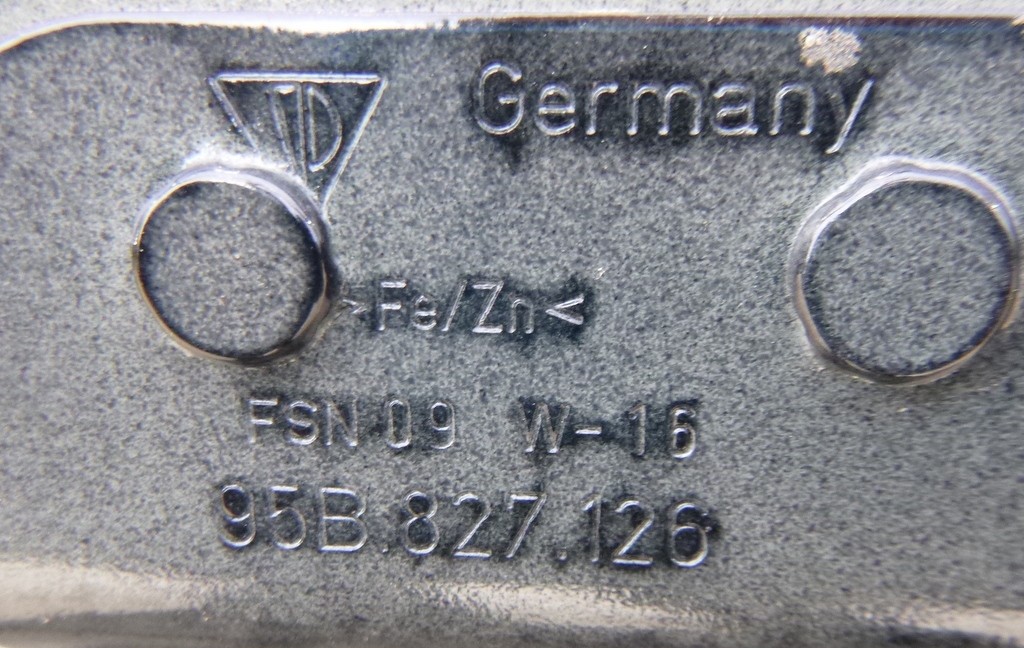 Germany
>Fe/Zn<
FSN 09 W-16
95B.827.126